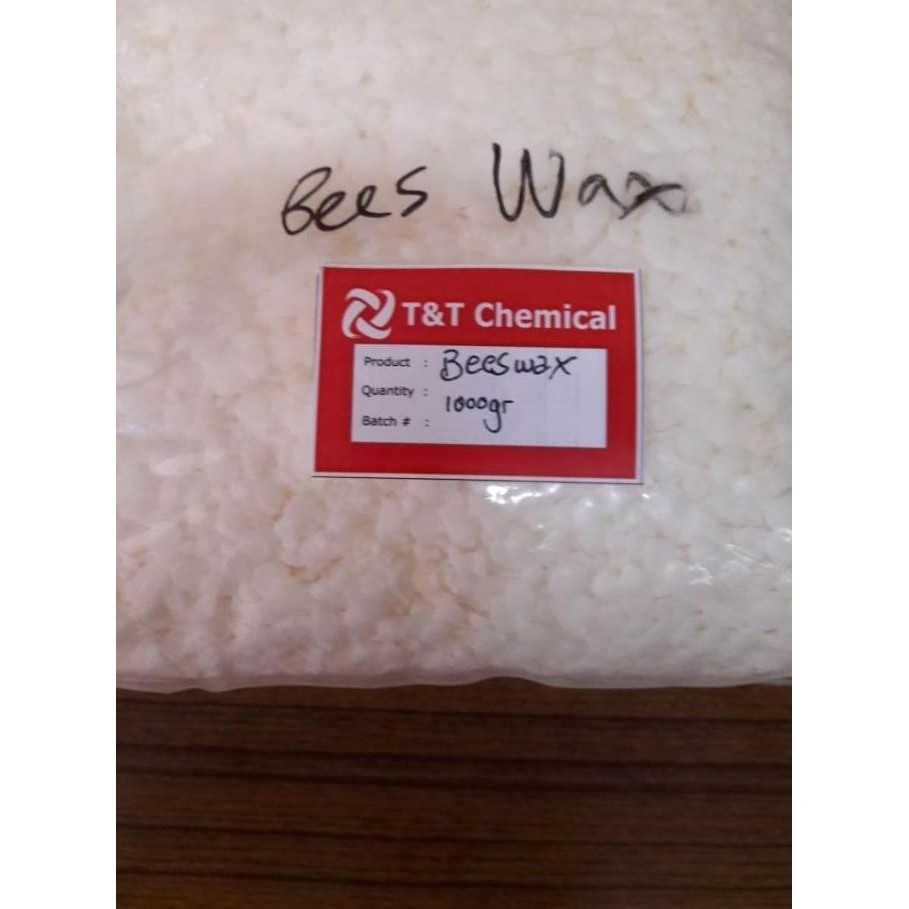 Bees Wax
T&T Chemical
Product : Beeswax
Quantity : 1000gr
Batch # :